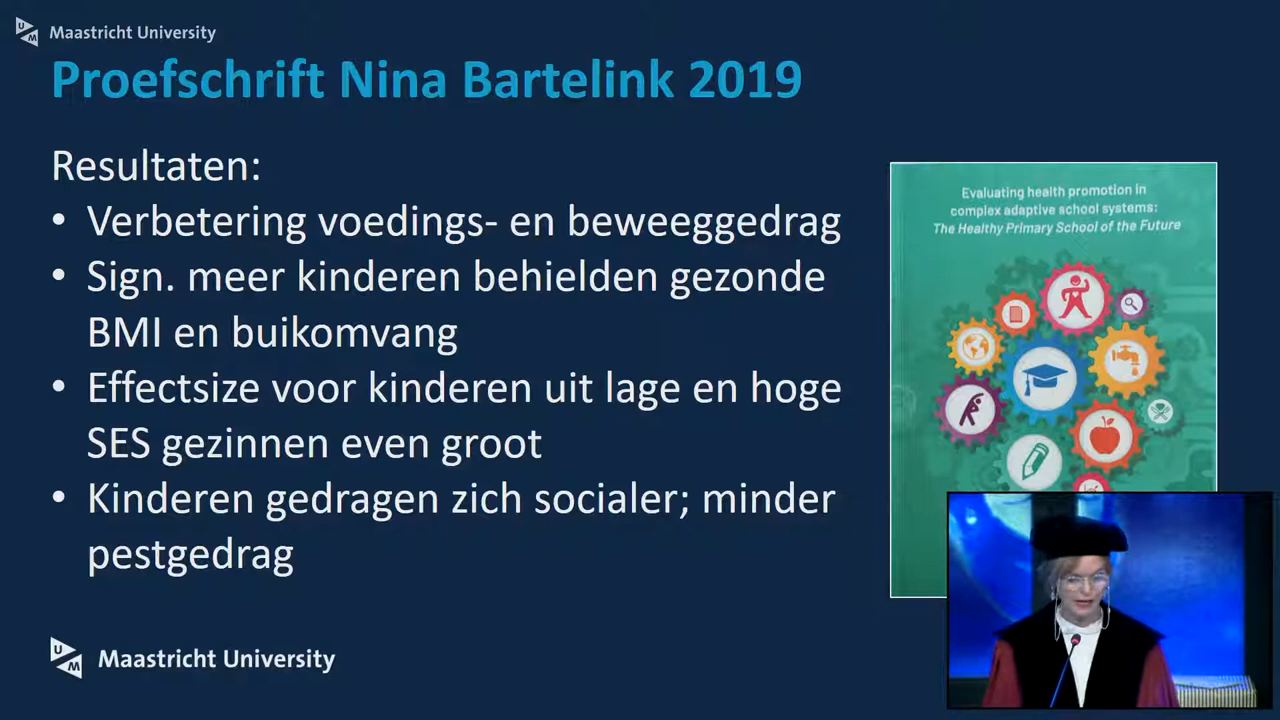 Maastricht University
Proefschrift Nina Bartelink 2019
Resultaten:
• Verbetering voedings- en beweeggedrag
• Sign. meer kinderen behielden gezonde
BMI en buikomvang
• Effectsize voor kinderen uit lage en hoge
SES gezinnen even groot
• Kinderen gedragen zich socialer; minder
pestgedrag
Evaluating health promotion in
complex adaptive school systems:
The Healthy Primary School of the Future
Maastricht University